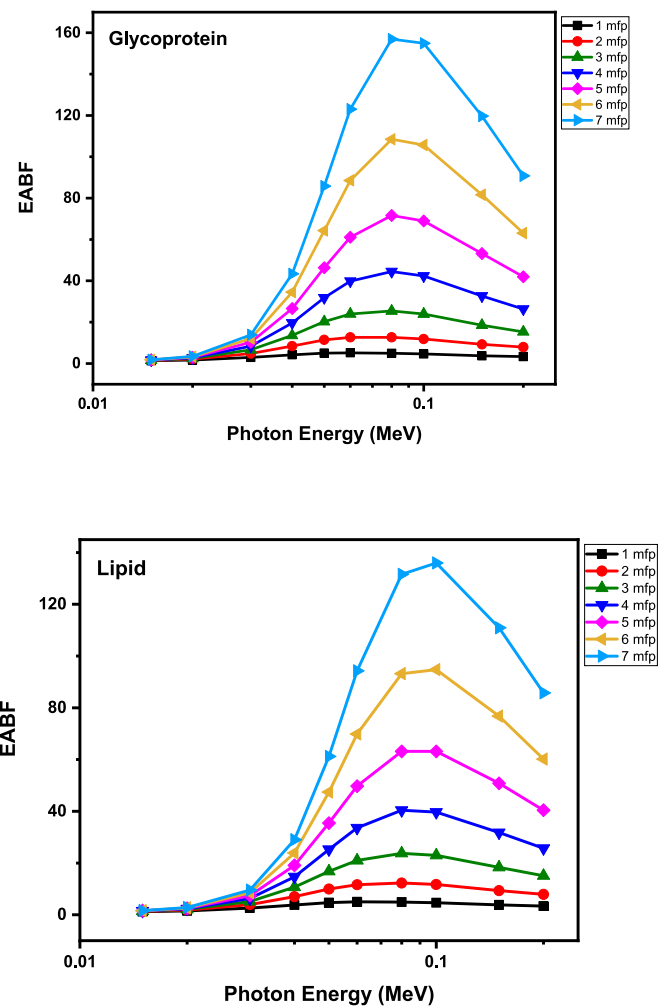 Glycoprotein
1 mfp
2 mfp
3 mfp
4 mfp
5 mfp
6 mfp
7 mfp
160
120
80
40
0
EABF
0.01
0.1
Photon Energy (MeV)
Lipid
1 mfp
2 mfp
3 mfp
4 mfp
5 mfp
6 mfp
7 mfp
120
80
40
0
EABF
0.01
0.1
Photon Energy (MeV)